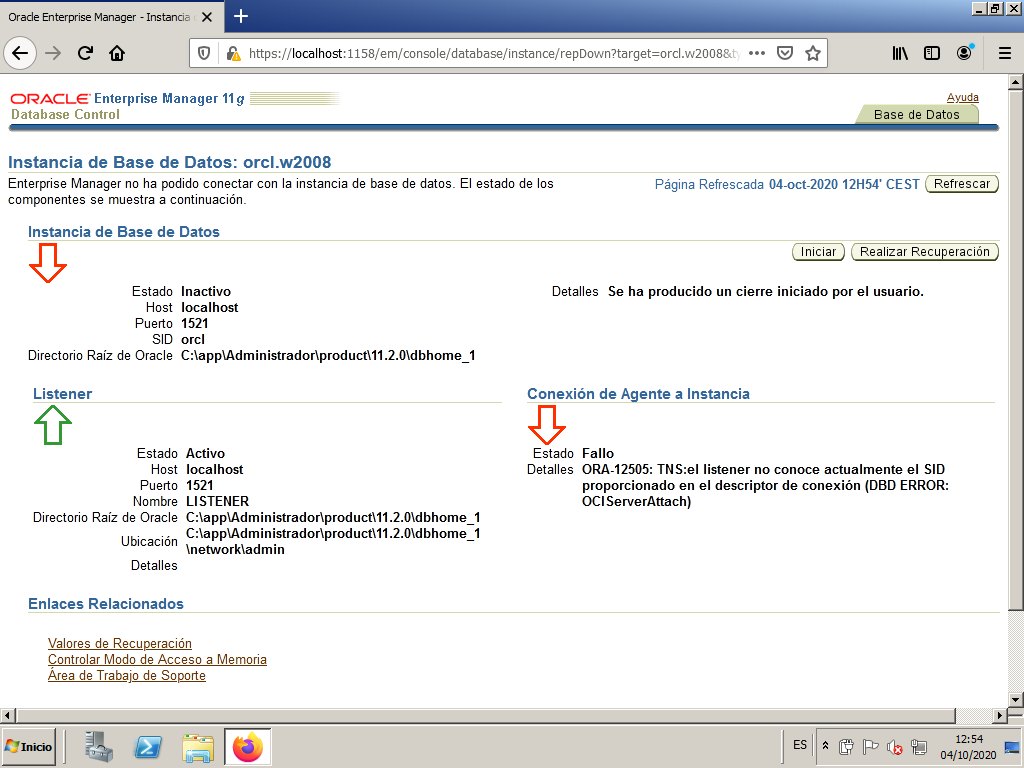 Oracle Enterprise Manager - Instancia
https://localhost:1158/em/console/database/instance/repDown?target=orcl.w2008&ty
ORACLE Enterprise Manager 11g
Database Control
Ayuda
Base de Datos
Instancia de Base de Datos: orcl.w2008
Enterprise Manager no ha podido conectar con la instancia de base de datos. El estado de los
componentes se muestra a continuación.
Página Refrescada 04-oct-2020 12H54' CEST Refrescar
Instancia de Base de Datos
Iniciar Realizar Recuperación
Estado Inactivo
Host localhost
Puerto 1521
SID orcl
Directorio Raíz de Oracle C:\app\Administrador\product\11.2.0\dbhome_1
Detalles Se ha producido un cierre iniciado por el usuario.
Listener
Estado Activo
Host localhost
Puerto 1521
Nombre LISTENER
Directorio Raíz de Oracle C:\app\Administrador\product\11.2.0\dbhome_1
Ubicación C:\app\Administrador\product\11.2.0\dbhome_1
\network\admin
Detalles
Conexión de Agente a Instancia
Estado Fallo
Detalles ORA-12505: TNS:el listener no conoce actualmente el SID
proporcionado en el descriptor de conexión (DBD ERROR:
OCIServerAttach)
Enlaces Relacionados
Valores de Recuperación
Controlar Modo de Acceso a Memoria
Área de Trabajo de Soporte
Inicio
ES
12:54
04/10/2020